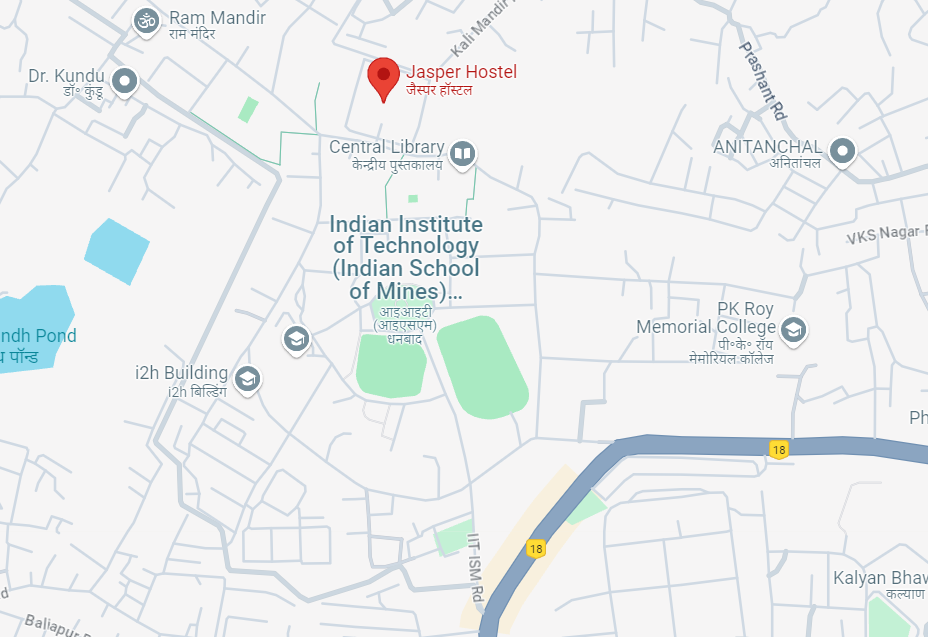 Ram Mandir
राम मंदिर
Kali Mandir
Dr. Kundu
डॉ॰ कुंडू
Jasper Hostel
जैस्पर हॉस्टल
Prashant Rd
Central Library
केन्द्रीय पुस्तकालय
ANITANCHAL
अनितांचल
Indian Institute
of Technology
(Indian School
of Mines)...
आइआइटी
(आइएसएम)
धनबाद
VKS Nagar
ndh Pond
पॉन्ड
PK Roy
Memorial College
पी॰के॰ रॉय
मेमोरियल कॉलेज
i2h Building
i2h बिल्डिंग
Ph
18
18
IIT ISM Rd
Kalyan Bhaw
कल्याण
d
Baliapur